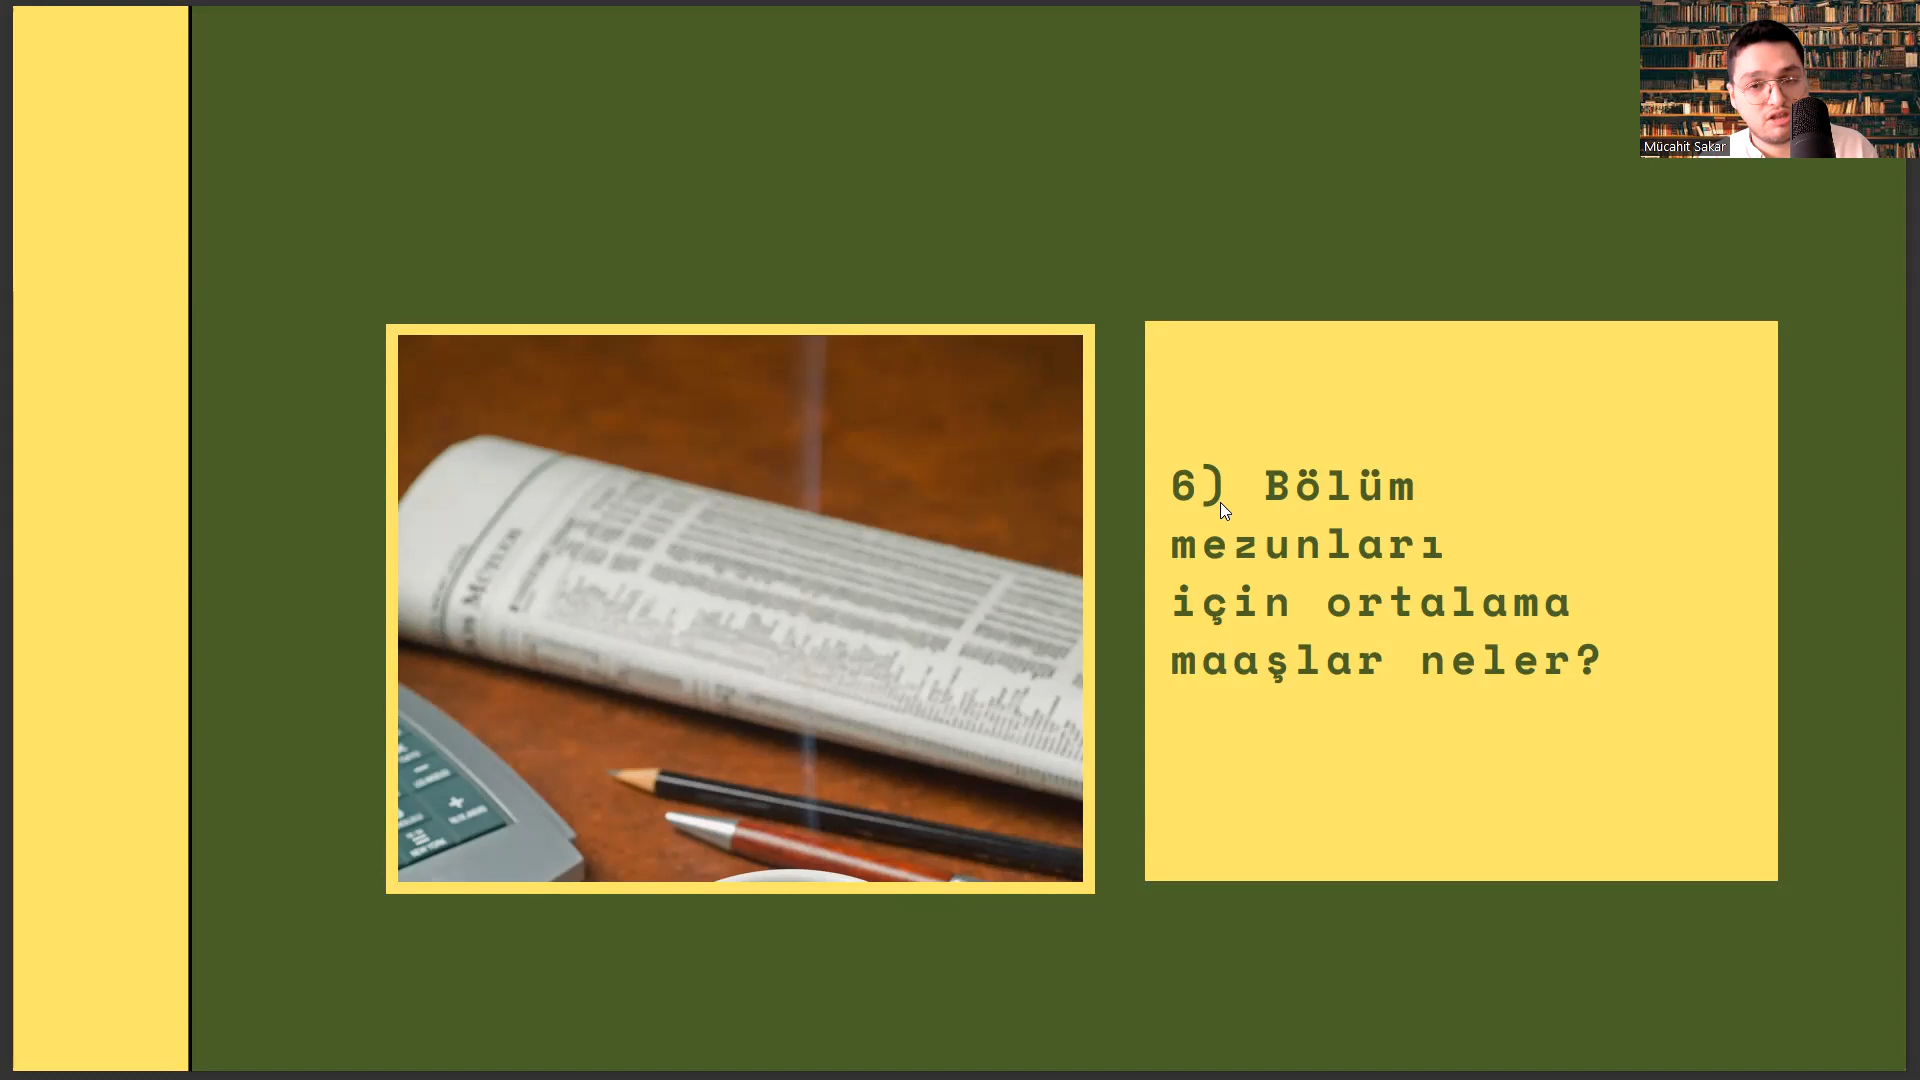 Mücahit Sakar
6) Bölüm
mezunları
için ortalama
maaşlar neler?